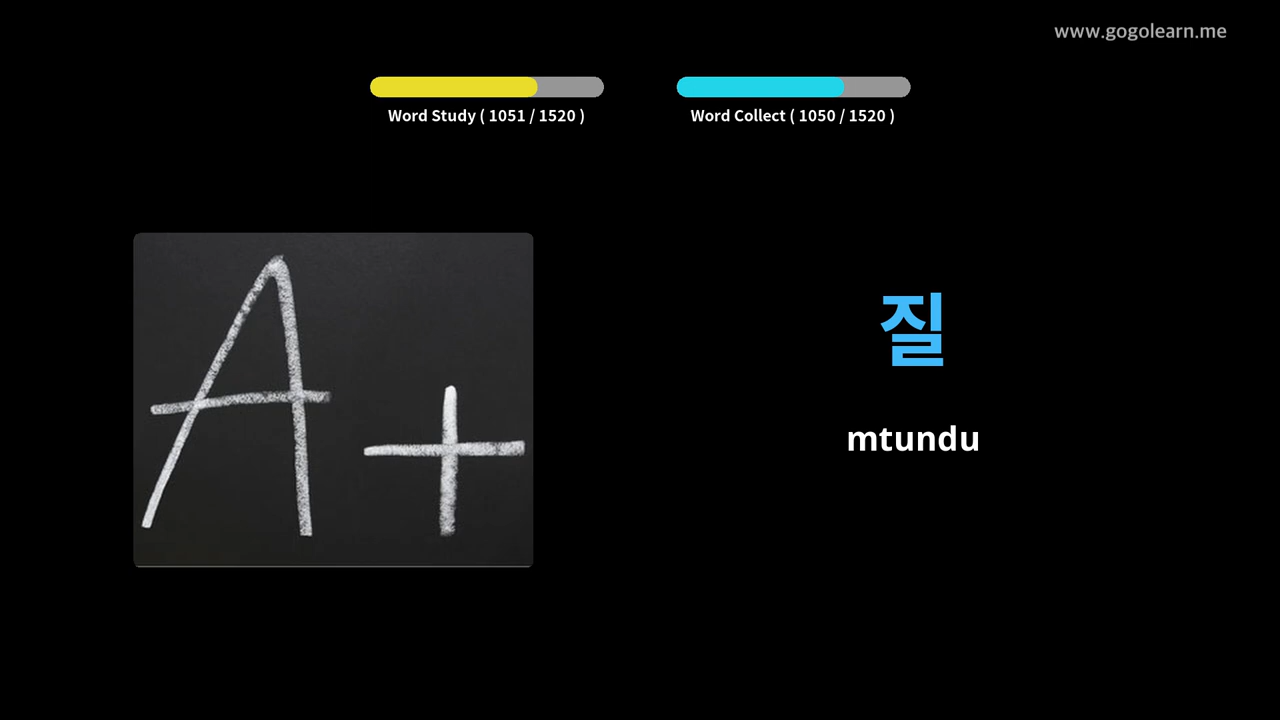 www.gogolearn.me
Word Study ( 1051 / 1520 )
Word Collect ( 1050 / 1520 )
A+
질
mtundu